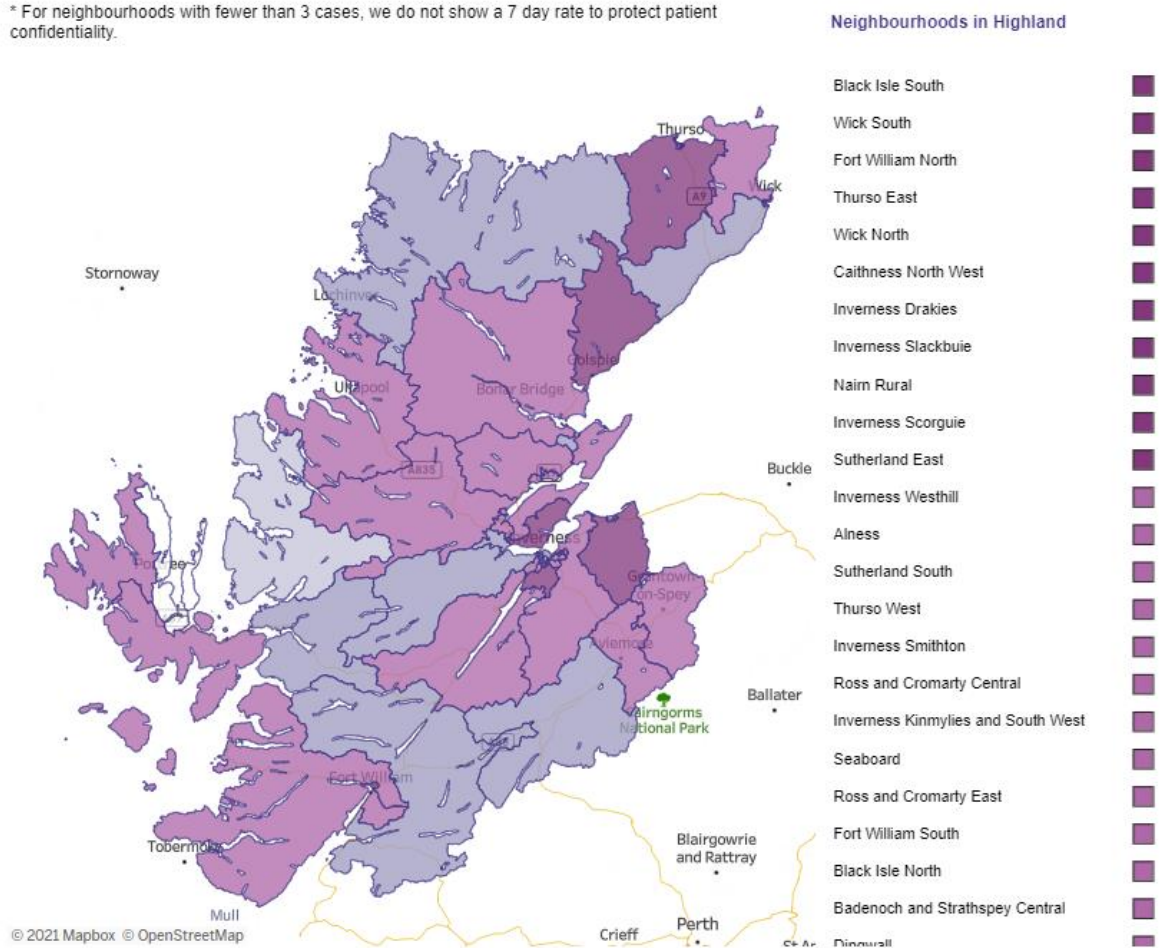 * For neighbourhoods with fewer than 3 cases, we do not show a 7 day rate to protect patient
confidentiality.
Neighbourhoods in Highland
Black Isle South
Wick South
Fort William North
Thurso East
Wick North
Caithness North West
Inverness Drakies
Inverness Slackbuie
Nairn Rural
Inverness Scorguie
Sutherland East
Inverness Westhill
Alness
Sutherland South
Thurso West
Inverness Smithton
Ross and Cromarty Central
Inverness Kinmylies and South West
Seaboard
Ross and Cromarty East
Fort William South
Black Isle North
Badenoch and Strathspey Central
Dingwall
Thurso
A9
Wick
Stornoway
Lochinver
Golspie
Ullapool
Bonar Bridge
A835
Buckie
Inverness
Portree
Grantown-
on-Spey
Aviemore
Ballater
Cairngorms
National Park
Fort William
Tobermory
Blairgowrie
and Rattray
Mull
Perth
Crieff
© 2021 Mapbox © OpenStreetMap